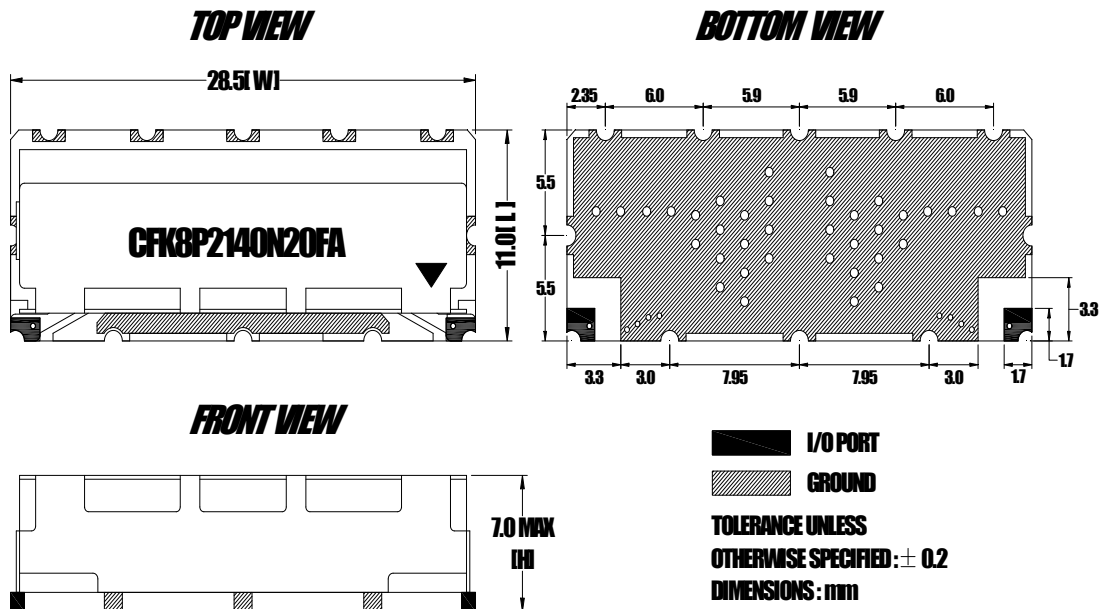 TOP VIEW
BOTTOM VIEW
28.5[ W]
2.35 6.0 5.9 5.9 6.0
CFK8P2140N20FA
11.0[ L ]
5.5
5.5
3.3
1.7
3.3 3.0 7.95 7.95 3.0 1.7
FRONT VIEW
I/O PORT
GROUND
7.0 MAX
[H]
TOLERANCE UNLESS
OTHERWISE SPECIFIED : ± 0.2
DIMENSIONS : mm